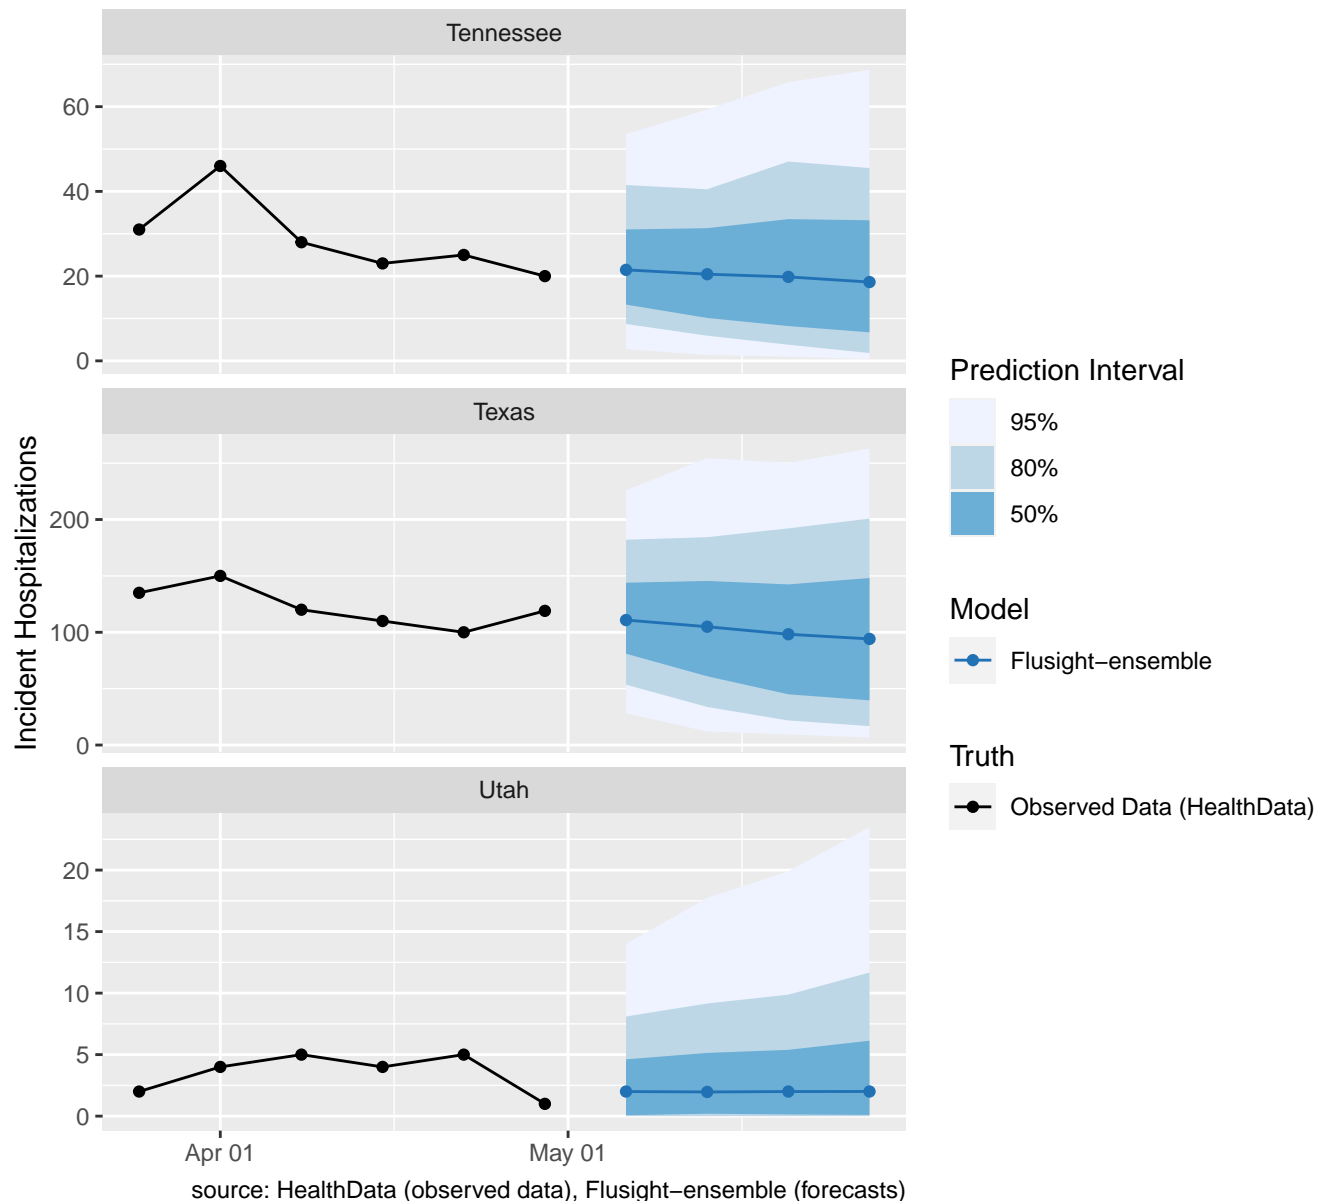 Tennessee
60
40
20
0
Texas
200
100
0
Utah
20
15
10
5
0
Apr 01
May 01
Incident Hospitalizations
source: HealthData (observed data), Flusight−ensemble (forecasts)
Prediction Interval
95%
80%
50%
Model
Flusight−ensemble
Truth
Observed Data (HealthData)